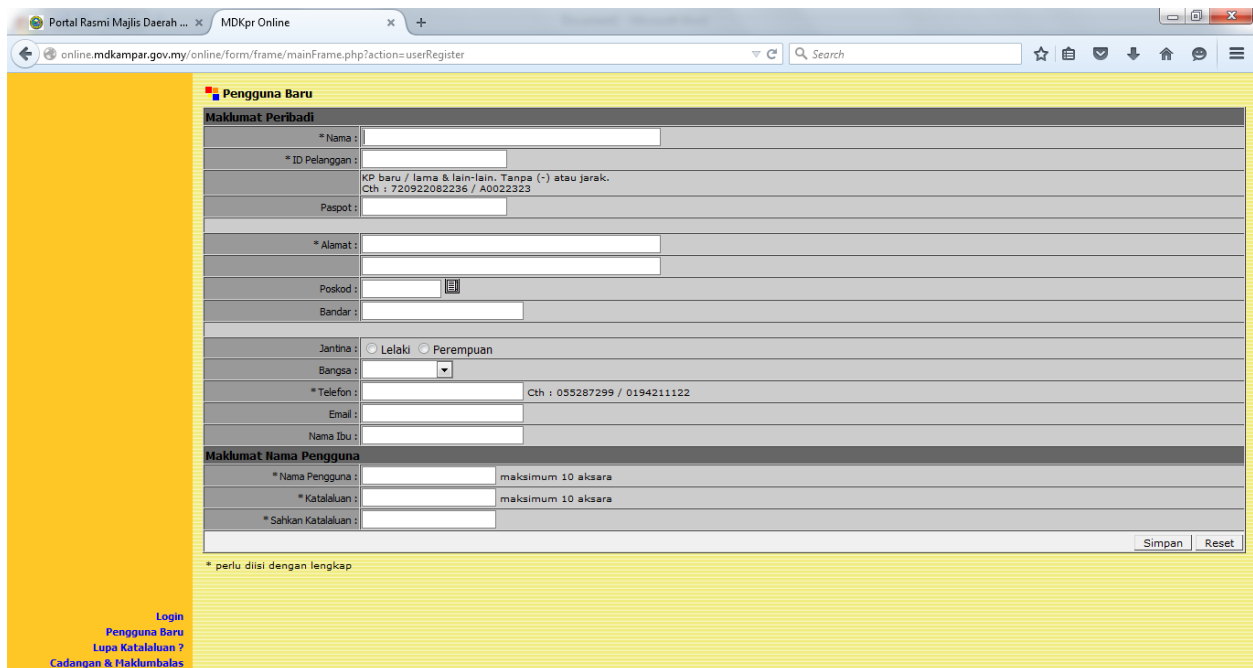 Portal Rasmi Majlis Daerah ...
MDKpr Online
online.mdkampar.gov.my/online/form/frame/mainFrame.php?action=userRegister
Search
Pengguna Baru
Maklumat Peribadi
* Nama :
* ID Pelanggan :
KP baru / lama & lain-lain. Tanpa (-) atau jarak.
Cth : 720922082236 / A0022323
Paspot :
* Alamat :
Poskod :
Bandar :
Jantina : Lelaki Perempuan
Bangsa :
* Telefon : Cth : 055287299 / 0194211122
Email :
Nama Ibu :
Maklumat Nama Pengguna
* Nama Pengguna : maksimum 10 aksara
* Katalaluan : maksimum 10 aksara
* Sahkan Katalaluan :
Simpan Reset
* perlu diisi dengan lengkap
Login
Pengguna Baru
Lupa Katalaluan ?
Cadangan & Maklumbalas